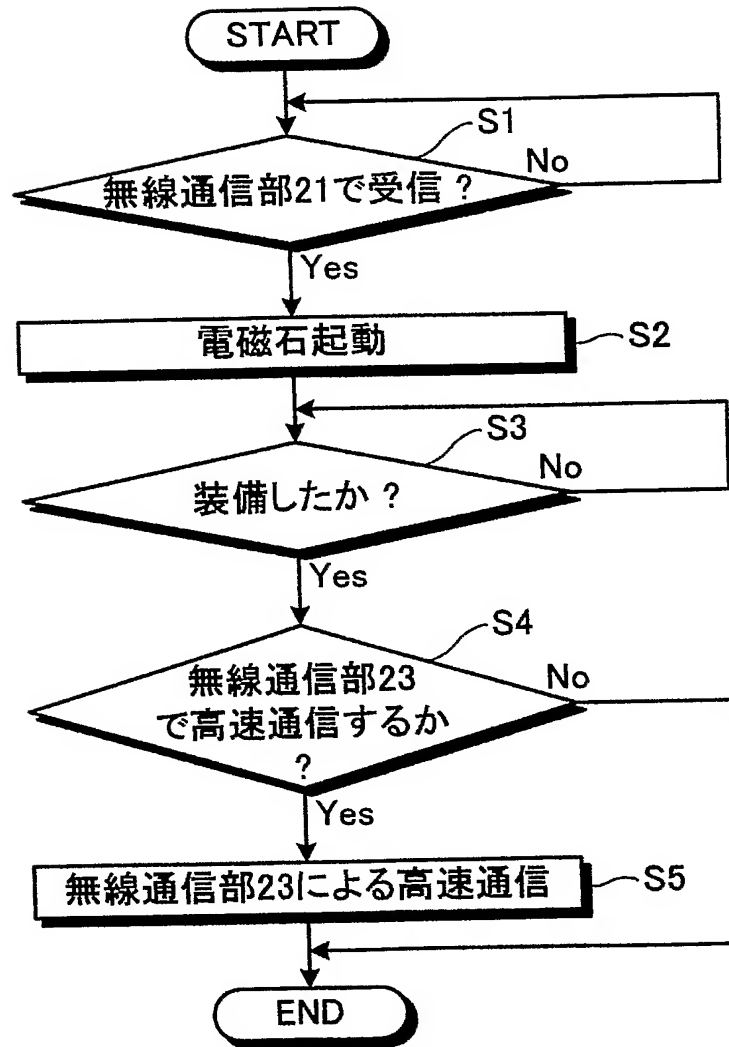 START
S1
無線通信部21で受信 ?
No
Yes
電磁石起動
S2
S3
装備したか ?
No
Yes
S4
無線通信部23
で高速通信するか
?
No
Yes
無線通信部23による高速通信
S5
END